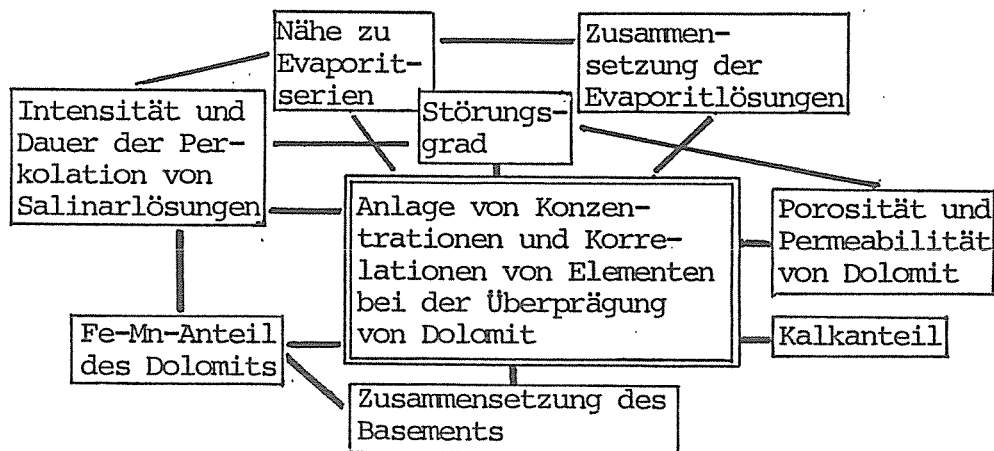 Nähe zu
Evaporit-
serien
Zusammen-
setzung der
Evaporitlösungen
Intensität und
Dauer der Per-
kolation von
Salinarlösungen
Störungs-
grad
Anlage von Konzen-
trationen und Korre-
lationen von Elementen
bei der Überprägung
von Dolomit
Porosität und
Permeabilität
von Dolomit
Fe-Mn-Anteil
des Dolomits
Kalkanteil
Zusammensetzung des
Basements